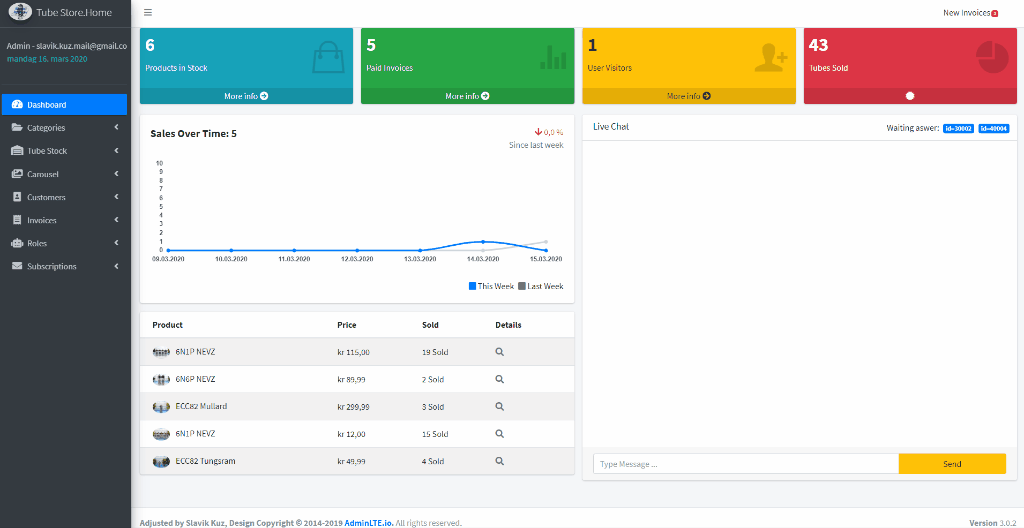 Tube Store.Home
Admin - slavik.kuz.mail@gmail.co
mandag 16. mars 2020
Dashboard
Categories
Tube Stock
Carousel
Customers
Invoices
Roles
Subscriptions
New Invoices
6
Products in Stock
More info
5
Paid Invoices
More info
1
User Visitors
More info
43
Tubes Sold
Sales Over Time: 5
0,0 %
Since last week
10
9
8
7
6
5
4
3
2
1
0
09.03.2020 10.03.2020 11.03.2020 12.03.2020 13.03.2020 14.03.2020 15.03.2020
This Week Last Week
Product Price Sold Details
6N1P NEVZ kr 115,00 19 Sold
6N6P NEVZ kr 89,99 2 Sold
ECC82 Mullard kr 299,99 3 Sold
6N1P NEVZ kr 12,00 15 Sold
ECC82 Tungsram kr 49,99 4 Sold
Live Chat
Waiting aswer: id=30002 id=40004
Type Message ...
Send
Adjusted by Slavik Kuz, Design Copyright © 2014-2019 AdminLTE.io. All rights reserved.
Version 3.0.2